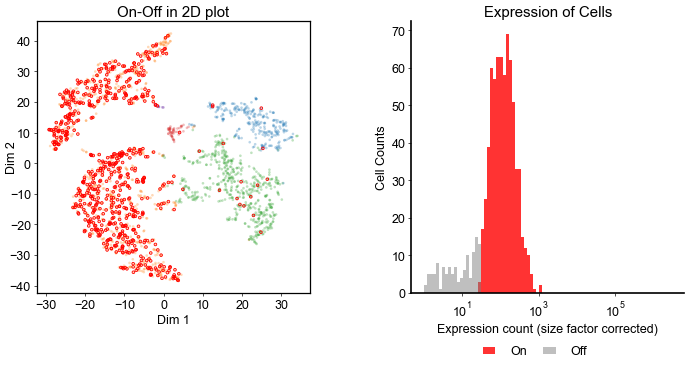 On-Off in 2D plot
40
30
20
10
0
−10
−20
−30
−40
Dim 2
−30 −20 −10 0 10 20 30
Dim 1
Expression of Cells
70
60
50
40
30
20
10
0
Cell Counts
10^1 10^3 10^5
Expression count (size factor corrected)
On Off